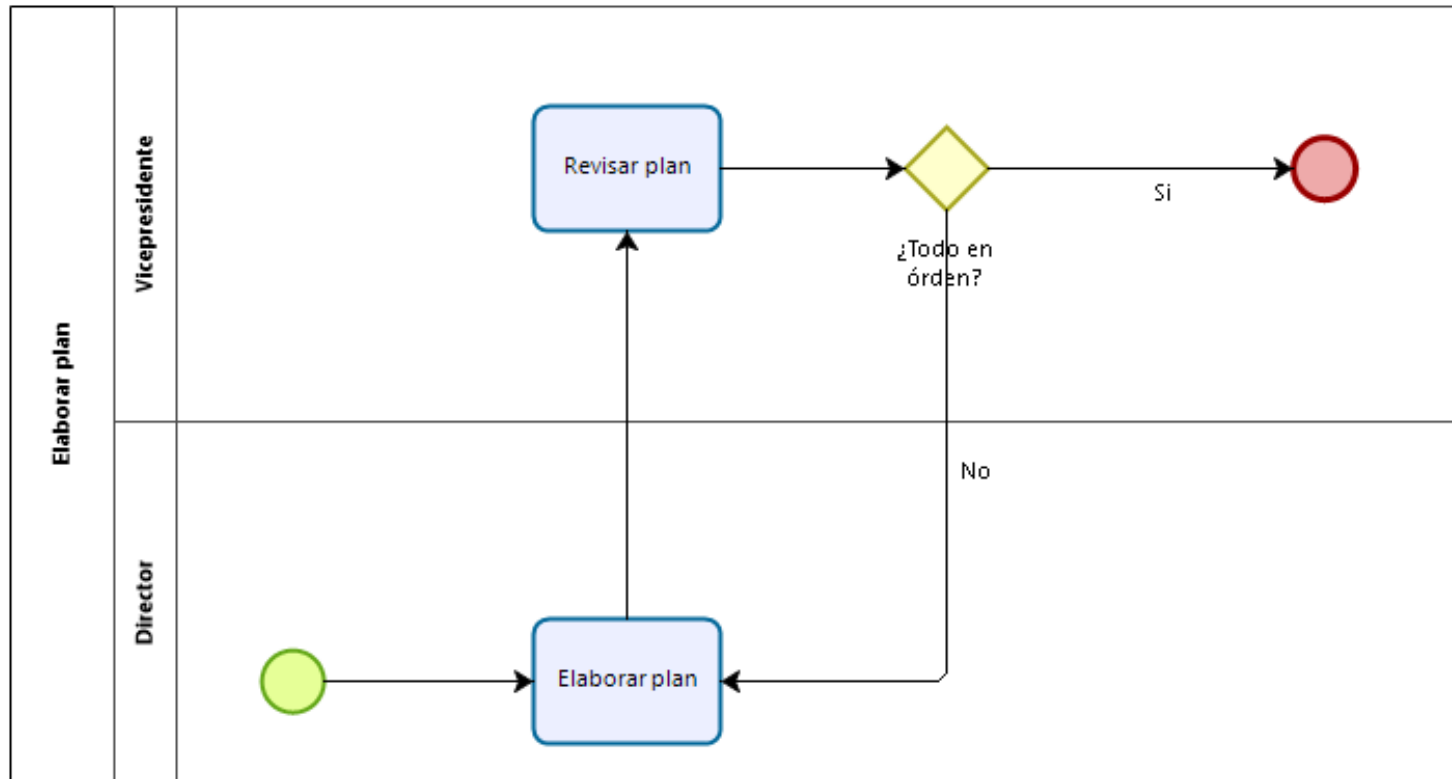 Elaborar plan
Vicepresidente
Revisar plan
¿Todo en
órden?
Si
Director
No
Elaborar plan